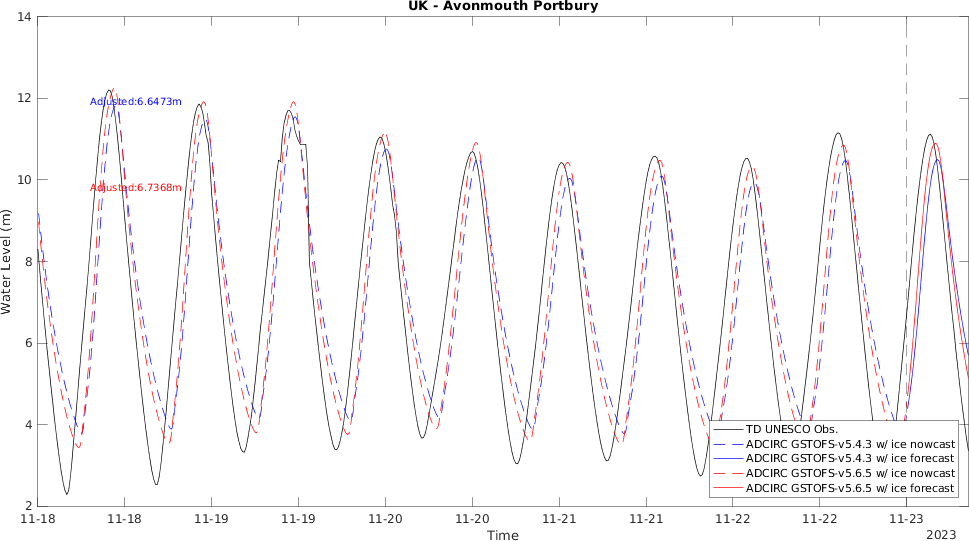 UK - Avonmouth Portbury
14
12
10
8
6
4
2
Water Level (m)
Adjusted:6.6473m
Adjusted:6.7368m
TD UNESCO Obs.
ADCIRC GSTOFS-v5.4.3 w/ ice nowcast
ADCIRC GSTOFS-v5.4.3 w/ ice forecast
ADCIRC GSTOFS-v5.6.5 w/ ice nowcast
ADCIRC GSTOFS-v5.6.5 w/ ice forecast
11-18 11-18 11-19 11-19 11-20 11-20 11-21 11-21 11-22 11-22 11-23
Time
2023